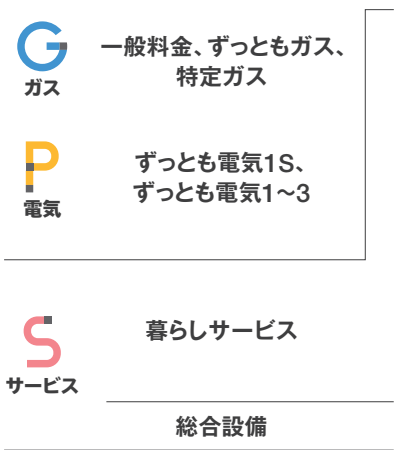 G
ガス
一般料金、ずっともガス、
特定ガス
P
電気
ずっとも電気1S、
ずっとも電気1〜3
S
サービス
暮らしサービス
総合設備